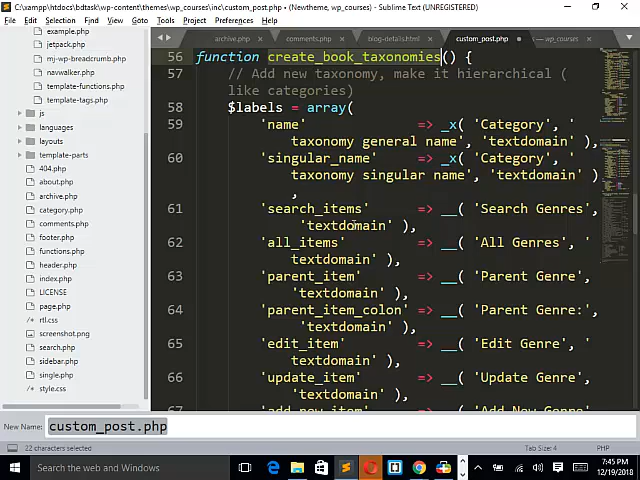 C:\xampp\htdocs\bdtask\wp-content\themes\wp_courses\inc\custom_post.php • (Newtheme, wp_courses) - Sublime Text (UNREGISTERED)
File Edit Selection Find View Goto Tools Project Preferences Help
example.php
jetpack.php
mj-wp-breadcrumb.php
navwalker.php
template-functions.php
template-tags.php
js
languages
layouts
template-parts
404.php
about.php
archive.php
category.php
comments.php
footer.php
functions.php
header.php
index.php
LICENSE
page.php
rtl.css
screenshot.png
search.php
sidebar.php
single.php
style.css
archive.php comments.php blog-details.html custom_post.php wp_courses
56 function create_book_taxonomies() {
57 // Add new taxonomy, make it hierarchical (
like categories)
58 $labels = array(
59 'name' => _x( 'Category', '
taxonomy general name', 'textdomain' ),
60 'singular_name' => _x( 'Category', '
taxonomy singular name', 'textdomain' )
,
61 'search_items' => __( 'Search Genres',
'textdomain' ),
62 'all_items' => __( 'All Genres', '
textdomain' ),
63 'parent_item' => __( 'Parent Genre',
'textdomain' ),
64 'parent_item_colon' => __( 'Parent Genre:',
'textdomain' ),
65 'edit_item' => __( 'Edit Genre', '
textdomain' ),
66 'update_item' => __( 'Update Genre',
'textdomain' ),
67 'add_new_item' => __( 'Add New Genre
New Name: custom_post.php
22 characters selected Tab Size: 4 PHP
Search the web and Windows
7:45 PM
12/19/2018